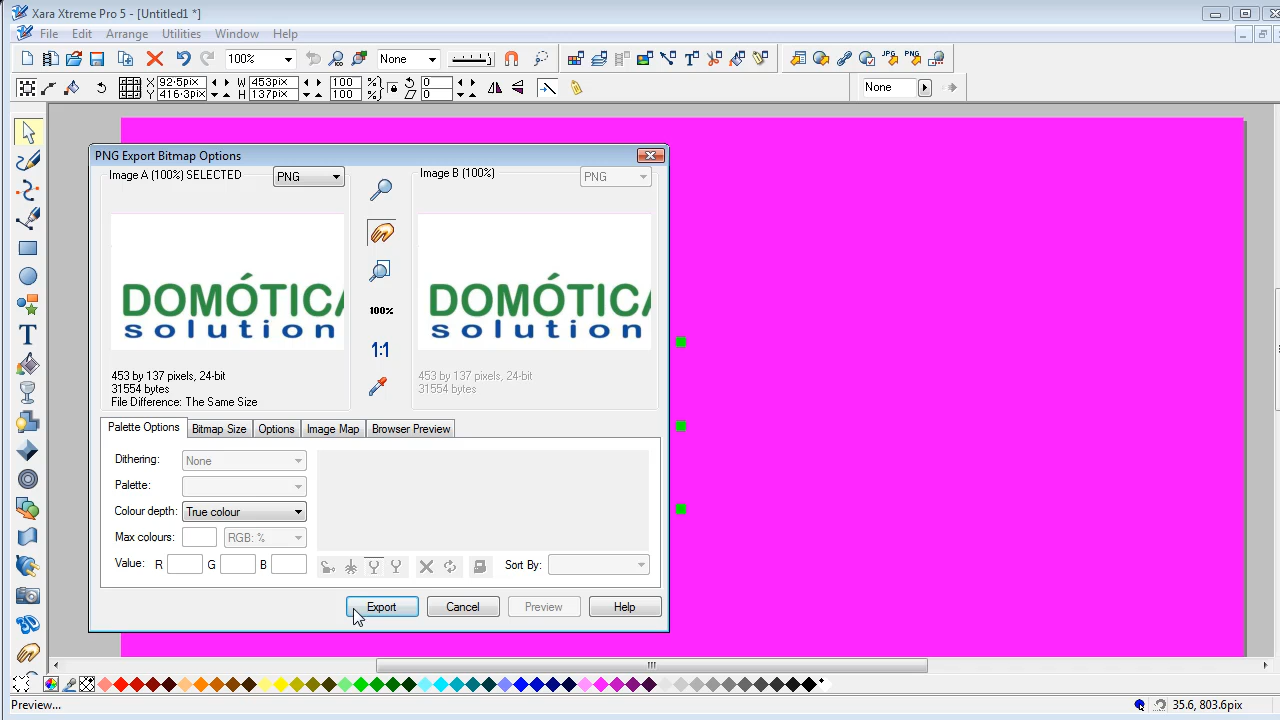 Xara Xtreme Pro 5 - [Untitled1 *]
File Edit Arrange Utilities Window Help
100% None JPG PNG
X 92·5pix W 453pix 100 % 0 None
Y 416·3pix H 137pix 100 0
PNG Export Bitmap Options
Image A (100%) SELECTED PNG Image B (100%) PNG
DOMÓTICA DOMÓTICA
solution solution
100%
1:1
453 by 137 pixels, 24-bit 453 by 137 pixels, 24-bit
31554 bytes 31554 bytes
File Difference: The Same Size
Palette Options Bitmap Size Options Image Map Browser Preview
Dithering: None
Palette:
Colour depth: True colour
Max colours: RGB: %
Value: R G B Sort By:
Export Cancel Preview Help
Preview... 35.6, 803.6pix